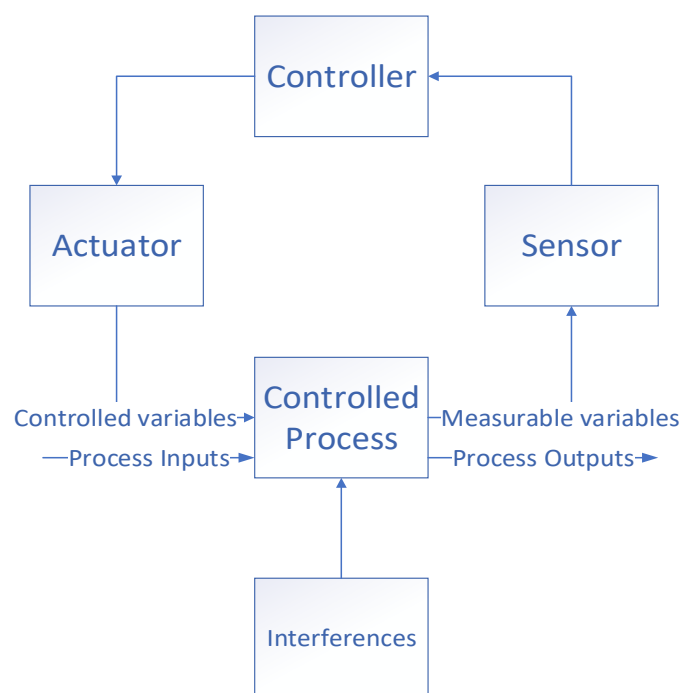 Controller
Actuator
Sensor
Controlled
Process
Controlled variables
Measurable variables
Process Inputs
Process Outputs
Interferences